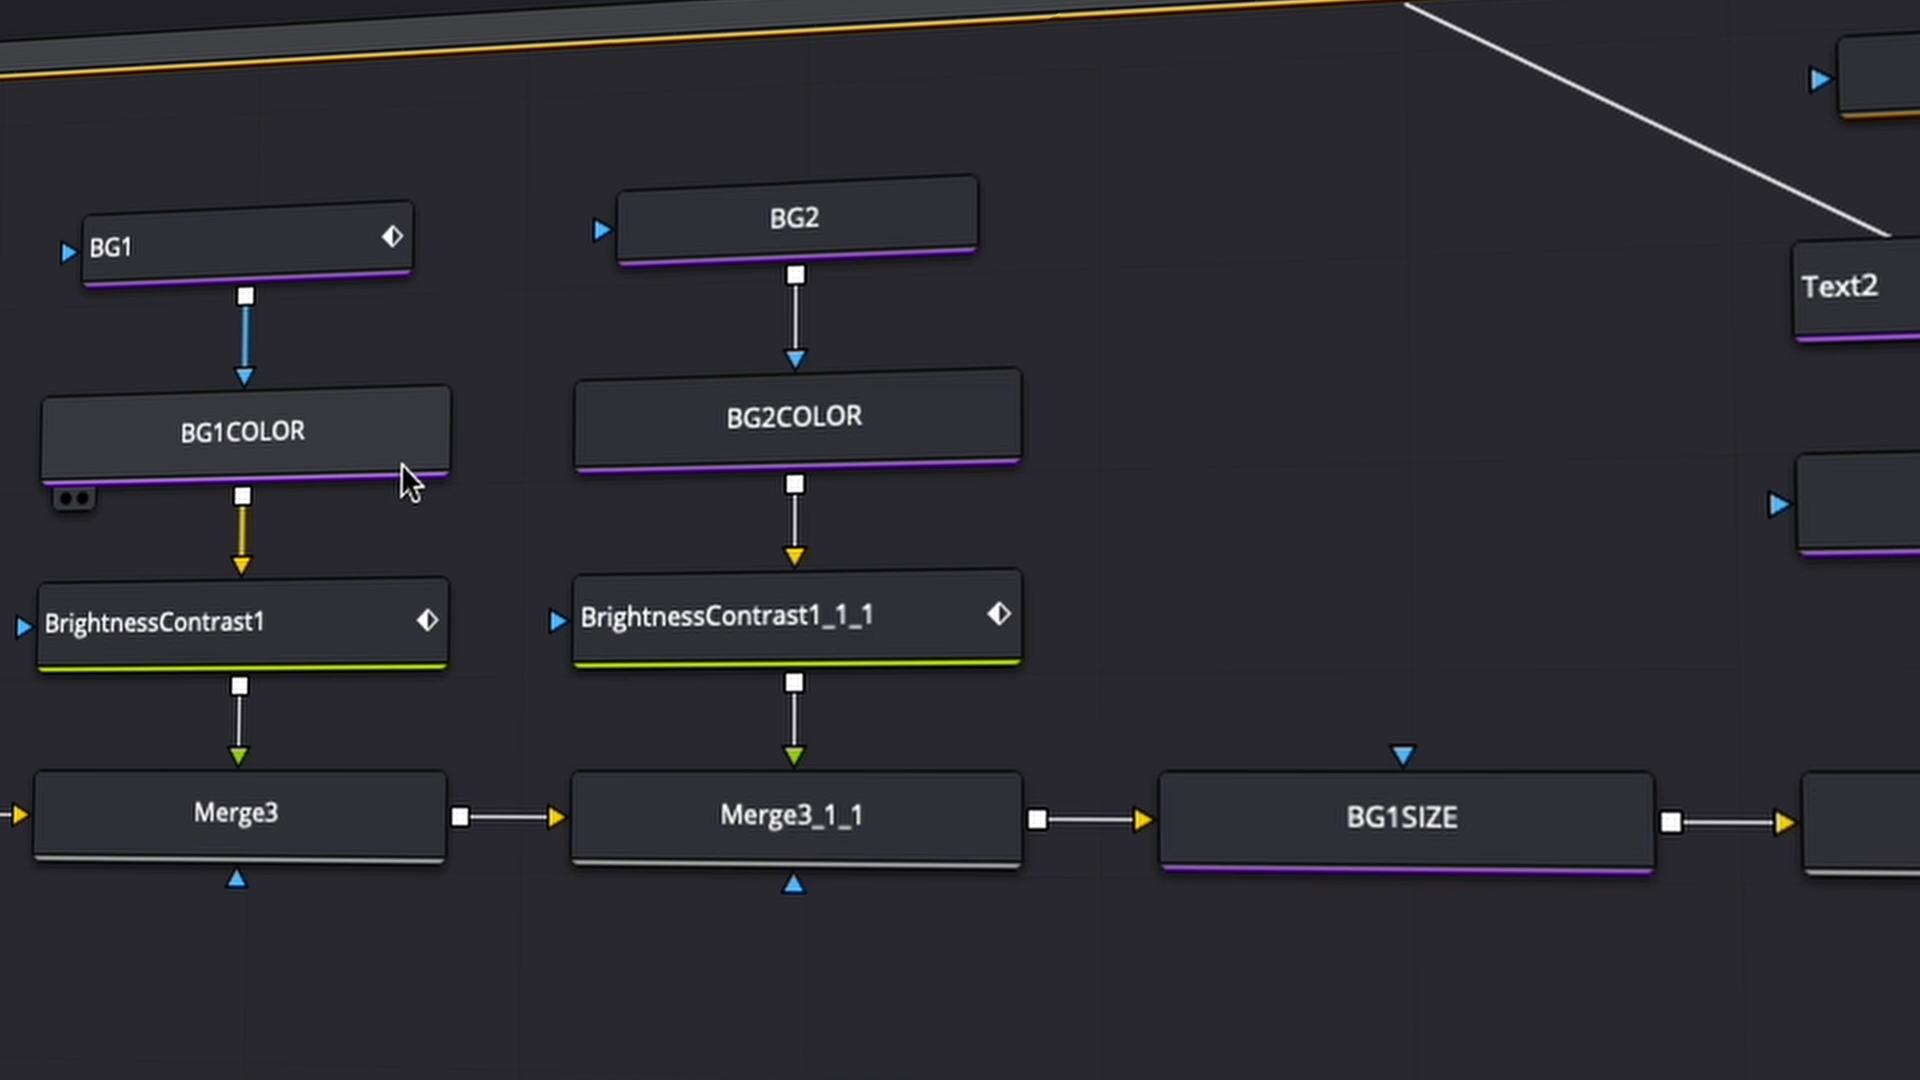 BG1
BG2
Text2
BG1COLOR
BG2COLOR
BrightnessContrast1
BrightnessContrast1_1_1
Merge3
Merge3_1_1
BG1SIZE